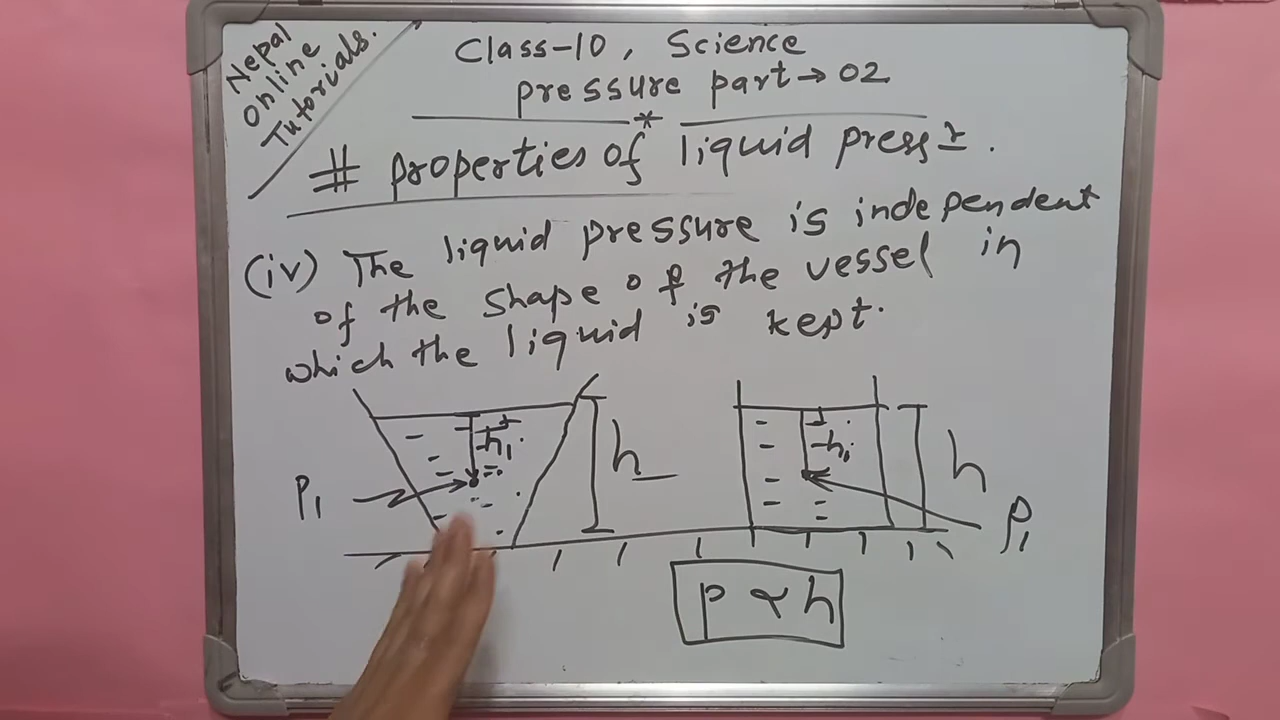 Nepal
Online
Tutorials.
Class-10, Science
pressure part → 02
*
# properties of liquid press r.
(iv) The liquid pressure is independent
of the shape of the vessel in
which the liquid is kept.
h1
h
P1
h1
h
P1
P ∝ h